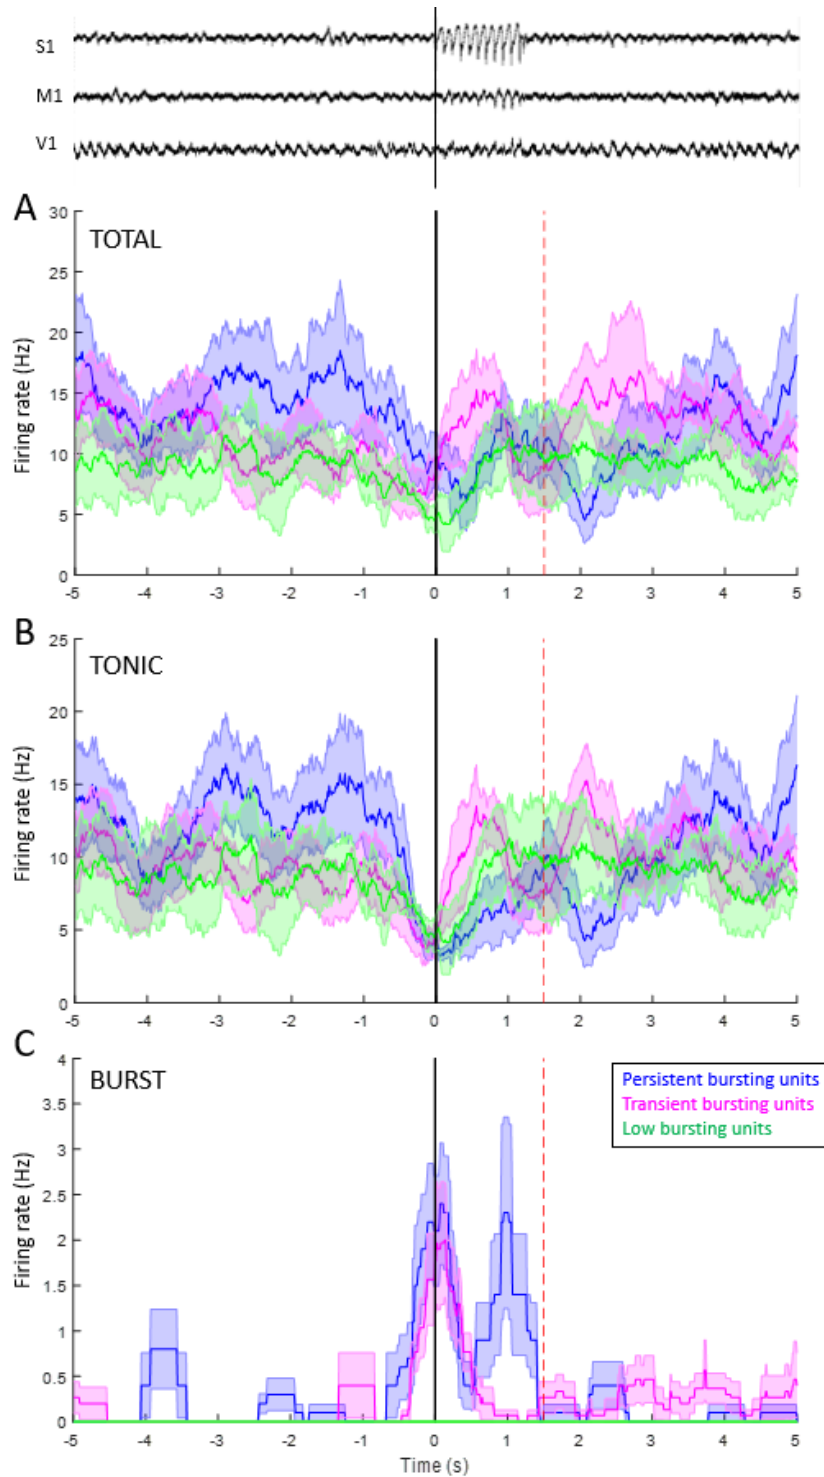 S1
M1
V1
A
TOTAL
Firing rate (Hz)
30
25
20
15
10
5
0
-5 -4 -3 -2 -1 0 1 2 3 4 5
B
TONIC
Firing rate (Hz)
25
20
15
10
5
0
-5 -4 -3 -2 -1 0 1 2 3 4 5
C
BURST
Firing rate (Hz)
4
3.5
3
2.5
2
1.5
1
0.5
0
Persistent bursting units
Transient bursting units
Low bursting units
-5 -4 -3 -2 -1 0 1 2 3 4 5
Time (s)